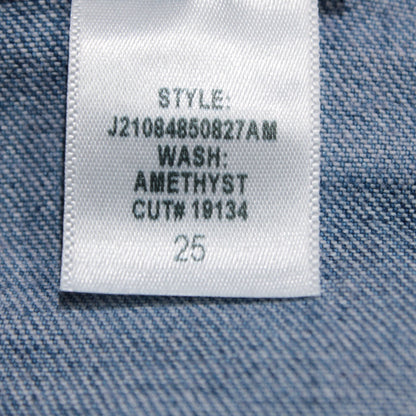 STYLE:
J21084850827AM
WASH:
AMETHYST
CUT# 19134
25